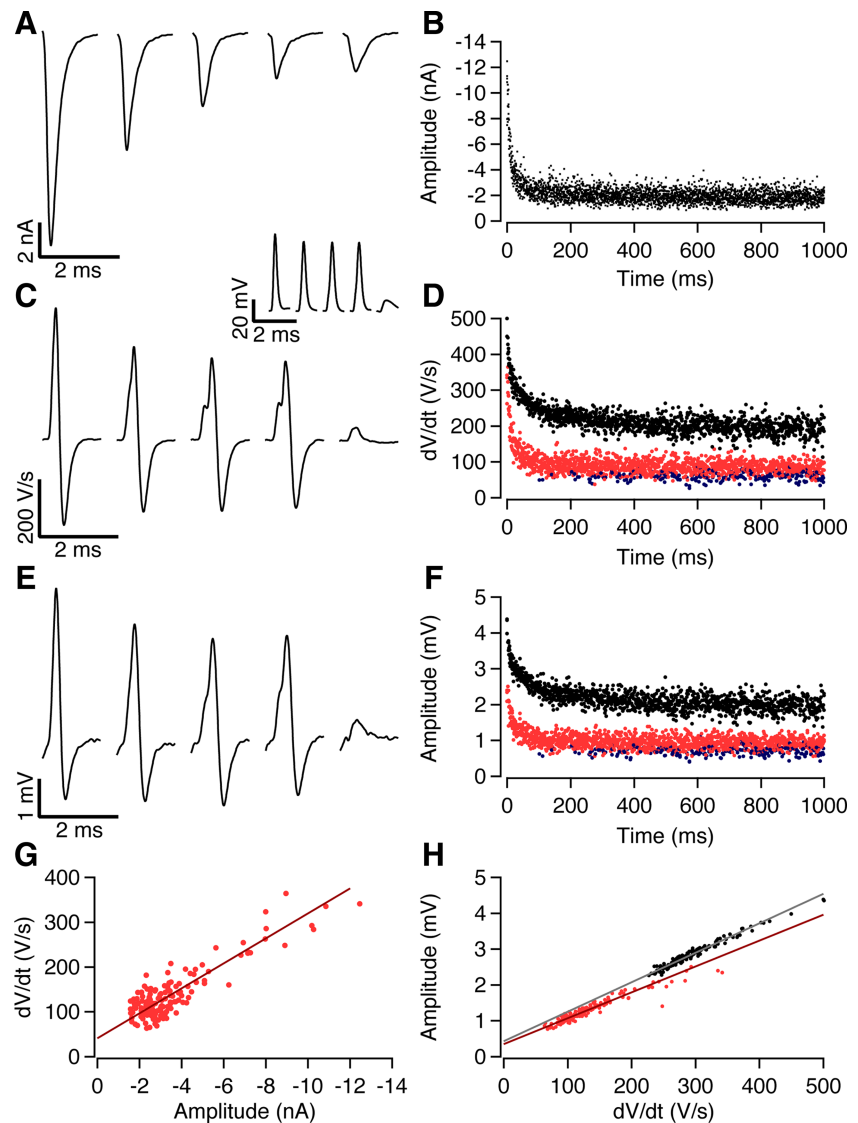 A
2 nA
2 ms
B
Amplitude (nA)
-14
-12
-10
-8
-6
-4
-2
0
0 200 400 600 800 1000
Time (ms)
C
20 mV
2 ms
200 V/s
2 ms
D
dV/dt (V/s)
500
400
300
200
100
0
0 200 400 600 800 1000
Time (ms)
E
1 mV
2 ms
F
Amplitude (mV)
5
4
3
2
1
0
0 200 400 600 800 1000
Time (ms)
G
dV/dt (V/s)
400
300
200
100
0
0 -2 -4 -6 -8 -10 -12 -14
Amplitude (nA)
H
Amplitude (mV)
5
4
3
2
1
0
0 100 200 300 400 500
dV/dt (V/s)